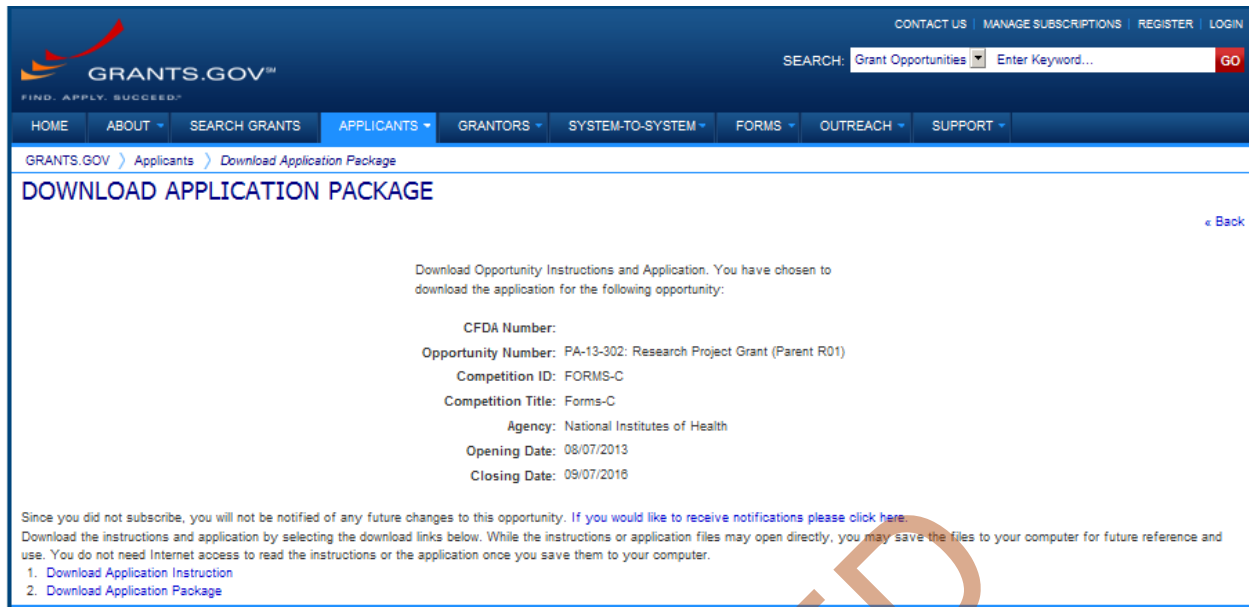 CONTACT US | MANAGE SUBSCRIPTIONS | REGISTER | LOGIN
GRANTS.GOV℠
SEARCH: Grant Opportunities Enter Keyword... GO
FIND. APPLY. SUCCEED.℠
HOME ABOUT SEARCH GRANTS APPLICANTS GRANTORS SYSTEM-TO-SYSTEM FORMS OUTREACH SUPPORT
GRANTS.GOV 〉 Applicants 〉 Download Application Package
DOWNLOAD APPLICATION PACKAGE
« Back
Download Opportunity Instructions and Application. You have chosen to
download the application for the following opportunity:
CFDA Number:
Opportunity Number: PA-13-302: Research Project Grant (Parent R01)
Competition ID: FORMS-C
Competition Title: Forms-C
Agency: National Institutes of Health
Opening Date: 08/07/2013
Closing Date: 09/07/2016
Since you did not subscribe, you will not be notified of any future changes to this opportunity. If you would like to receive notifications please click here.
Download the instructions and application by selecting the download links below. While the instructions or application files may open directly, you may save the files to your computer for future reference and
use. You do not need Internet access to read the instructions or the application once you save them to your computer.
1. Download Application Instruction
2. Download Application Package